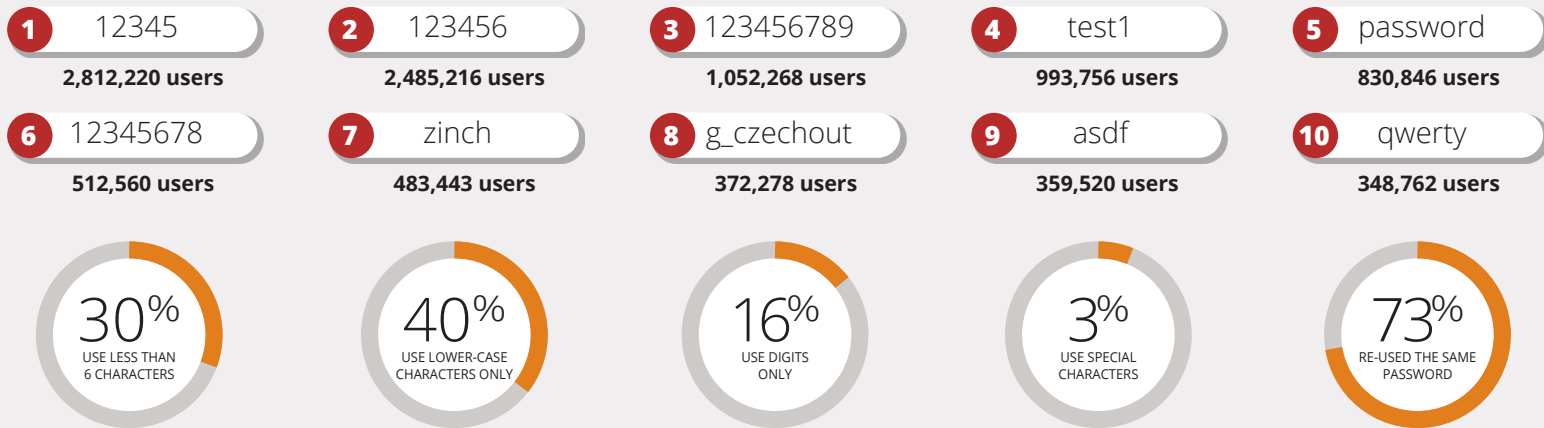 1 12345
2,812,220 users
2 123456
2,485,216 users
3 123456789
1,052,268 users
4 test1
993,756 users
5 password
830,846 users
6 12345678
512,560 users
7 zinch
483,443 users
8 g_czechout
372,278 users
9 asdf
359,520 users
10 qwerty
348,762 users
30%
USE LESS THAN
6 CHARACTERS
40%
USE LOWER-CASE
CHARACTERS ONLY
16%
USE DIGITS
ONLY
3%
USE SPECIAL
CHARACTERS
73%
RE-USED THE SAME
PASSWORD